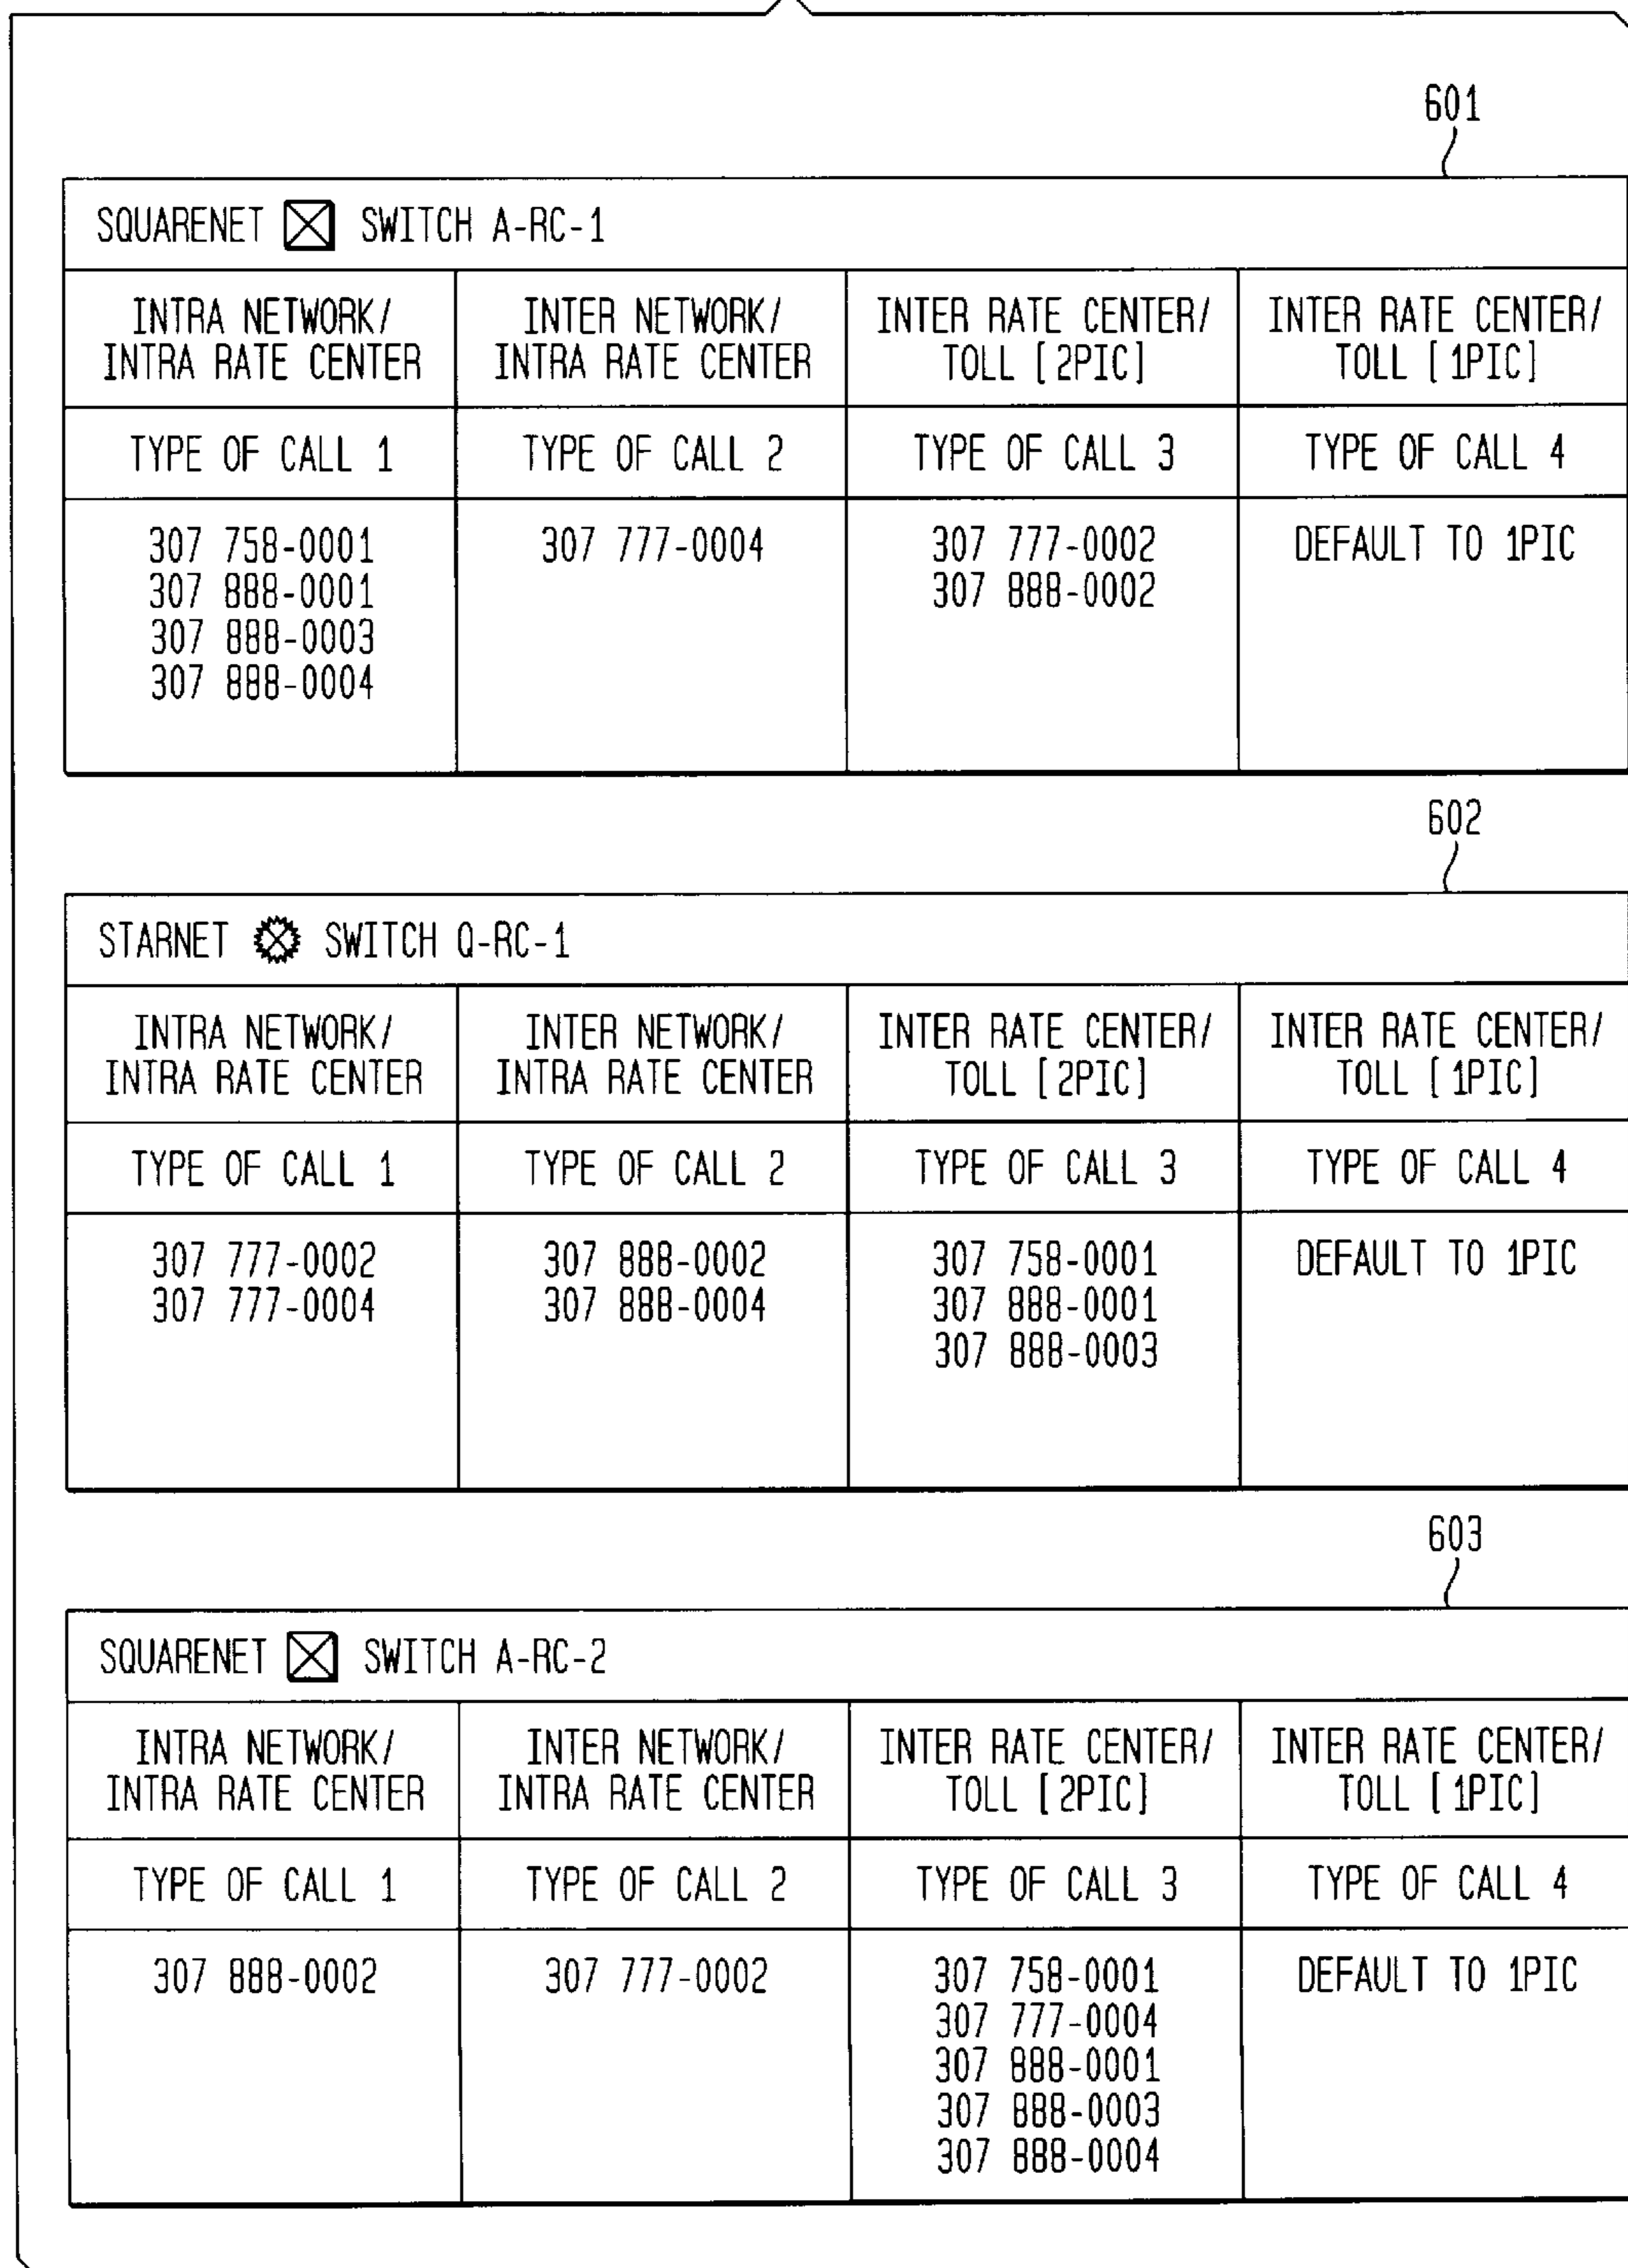 601
SQUARENET SWITCH A-RC-1
INTRA NETWORK/
INTRA RATE CENTER
INTER NETWORK/
INTRA RATE CENTER
INTER RATE CENTER/
TOLL [2PIC]
INTER RATE CENTER/
TOLL [1PIC]
TYPE OF CALL 1
TYPE OF CALL 2
TYPE OF CALL 3
TYPE OF CALL 4
307 758-0001
307 888-0001
307 888-0003
307 888-0004
307 777-0004
307 777-0002
307 888-0002
DEFAULT TO 1PIC
602
STARNET SWITCH Q-RC-1
INTRA NETWORK/
INTRA RATE CENTER
INTER NETWORK/
INTRA RATE CENTER
INTER RATE CENTER/
TOLL [2PIC]
INTER RATE CENTER/
TOLL [1PIC]
TYPE OF CALL 1
TYPE OF CALL 2
TYPE OF CALL 3
TYPE OF CALL 4
307 777-0002
307 777-0004
307 888-0002
307 888-0004
307 758-0001
307 888-0001
307 888-0003
DEFAULT TO 1PIC
603
SQUARENET SWITCH A-RC-2
INTRA NETWORK/
INTRA RATE CENTER
INTER NETWORK/
INTRA RATE CENTER
INTER RATE CENTER/
TOLL [2PIC]
INTER RATE CENTER/
TOLL [1PIC]
TYPE OF CALL 1
TYPE OF CALL 2
TYPE OF CALL 3
TYPE OF CALL 4
307 888-0002
307 777-0002
307 758-0001
307 777-0004
307 888-0001
307 888-0003
307 888-0004
DEFAULT TO 1PIC